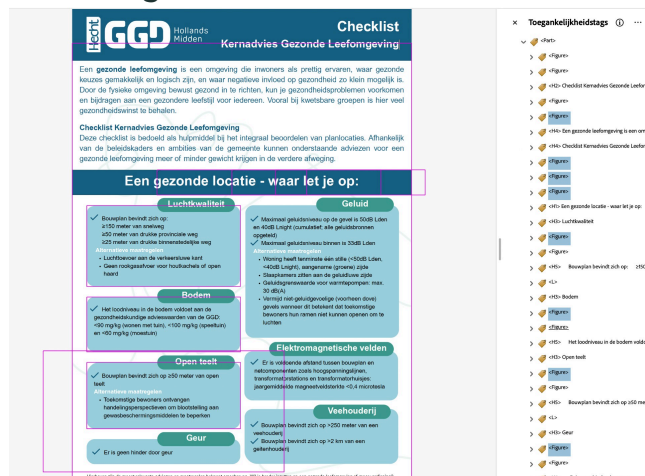 Hecht
GGD
Hollands
Midden
Checklist
Kernadvies Gezonde Leefomgeving
Een gezonde leefomgeving is een omgeving die inwoners als prettig ervaren, waar gezonde
keuzes gemakkelijk en logisch zijn, en waar negatieve invloed op gezondheid zo klein mogelijk is.
Door de fysieke omgeving bewust gezond in te richten, kun je gezondheidsproblemen voorkomen
en bijdragen aan een gezondere leefstijl voor iedereen. Vooral bij kwetsbare groepen is hier veel
gezondheidswinst te behalen.
Checklist Kernadvies Gezonde Leefomgeving
Deze checklist is bedoeld als hulpmiddel bij het integraal beoordelen van planlocaties. Afhankelijk
van de beleidskaders en ambities van de gemeente kunnen onderstaande adviezen voor een
gezonde leefomgeving meer of minder gewicht krijgen in de verdere afweging.
Een gezonde locatie - waar let je op:
Luchtkwaliteit
Bouwplan bevindt zich op:
≥150 meter van snelweg
≥50 meter van drukke provinciale weg
≥25 meter van drukke binnenstedelijke weg
Alternatieve maatregelen
• Luchttoevoer aan de verkeersluwe kant
• Geen rookgasafvoer voor houtkachels of open
haard
Bodem
Het loodniveau in de bodem voldoet aan de
gezondheidskundige advieswaarden van de GGD:
<90 mg/kg (wonen met tuin), <100 mg/kg (speeltuin)
en <60 mg/kg (moestuin)
Open teelt
Bouwplan bevindt zich op ≥50 meter van open
teelt
Alternatieve maatregelen
• Toekomstige bewoners ontvangen
handelingsperspectieven om blootstelling aan
gewasbeschermingsmiddelen te beperken
Geur
Er is geen hinder door geur
Geluid
Maximaal geluidsniveau op de gevel is 50dB Lden
en 40dB Lnight (cumulatief; alle geluidsbronnen
opgeteld)
Maximaal geluidsniveau binnen is 33dB Lden
Alternatieve maatregelen
• Woning heeft tenminste één stille (<50dB Lden,
<40dB Lnight), aangename (groene) zijde
• Slaapkamers zitten aan de geluidluwe zijde
• Geluidsgrenswaarde voor warmtepompen: max.
30 dB(A)
• Vermijd niet-geluidgevoelige (voorheen dove)
gevels wanneer dit betekent dat toekomstige
bewoners hun ramen niet kunnen openen om te
luchten
Elektromagnetische velden
Er is voldoende afstand tussen bouwplan en
netcomponenten zoals hoogspanningslijnen,
transformatorstations en transformatorhuisjes:
jaargemiddelde magneetveldsterkte <0,4 microtesla
Veehouderij
Bouwplan bevindt zich op >250 meter van een
veehouderij
Bouwplan bevindt zich op >2 km van een
geitenhouderij
× Toegankelijkheidstags
<Part>
<Figure>
<Figure>
<H2> Checklist Kernadvies Gezonde Leefor
<Figure>
<Figure>
<H4> Een gezonde leefomgeving is een om
<H4> Checklist Kernadvies Gezonde Leefor
<Figure>
<Figure>
<Figure>
<H1> Een gezonde locatie - waar let je op:
<H3> Luchtkwaliteit
<Figure>
<Figure>
<H5> Bouwplan bevindt zich op: ≥150
<L>
<H3> Bodem
<Figure>
<Figure>
<H5> Het loodniveau in de bodem voldo
<H3> Open teelt
<Figure>
<Figure>
<H5> Bouwplan bevindt zich op ≥50 me
<L>
<H3> Geur
<Figure>
<Figure>